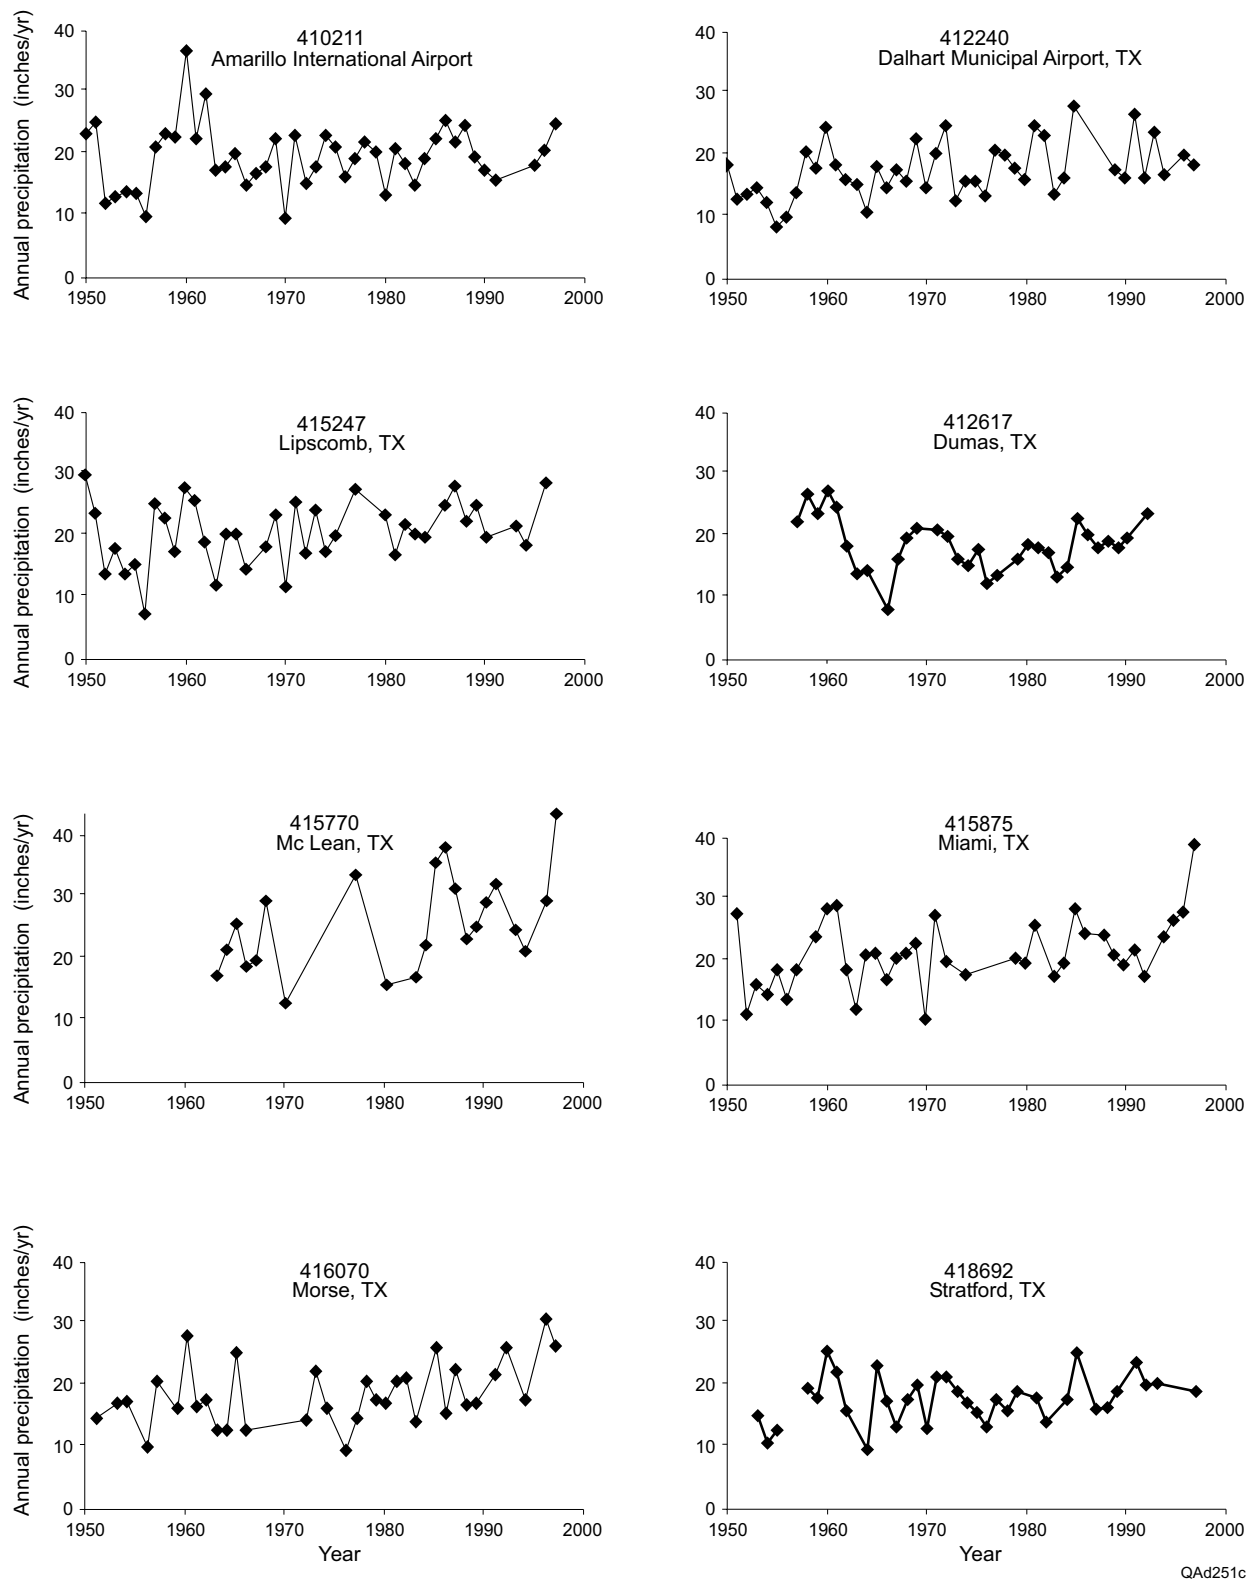 410211
Amarillo International Airport
Annual precipitation (inches/yr)
40
30
20
10
0
1950 1960 1970 1980 1990 2000
412240
Dalhart Municipal Airport, TX
40
30
20
10
0
1950 1960 1970 1980 1990 2000
415247
Lipscomb, TX
Annual precipitation (inches/yr)
40
30
20
10
0
1950 1960 1970 1980 1990 2000
412617
Dumas, TX
40
30
20
10
0
1950 1960 1970 1980 1990 2000
415770
Mc Lean, TX
Annual precipitation (inches/yr)
40
30
20
10
0
1950 1960 1970 1980 1990 2000
415875
Miami, TX
40
30
20
10
0
1950 1960 1970 1980 1990 2000
416070
Morse, TX
Annual precipitation (inches/yr)
40
30
20
10
0
1950 1960 1970 1980 1990 2000
Year
418692
Stratford, TX
40
30
20
10
0
1950 1960 1970 1980 1990 2000
Year
QAd251c